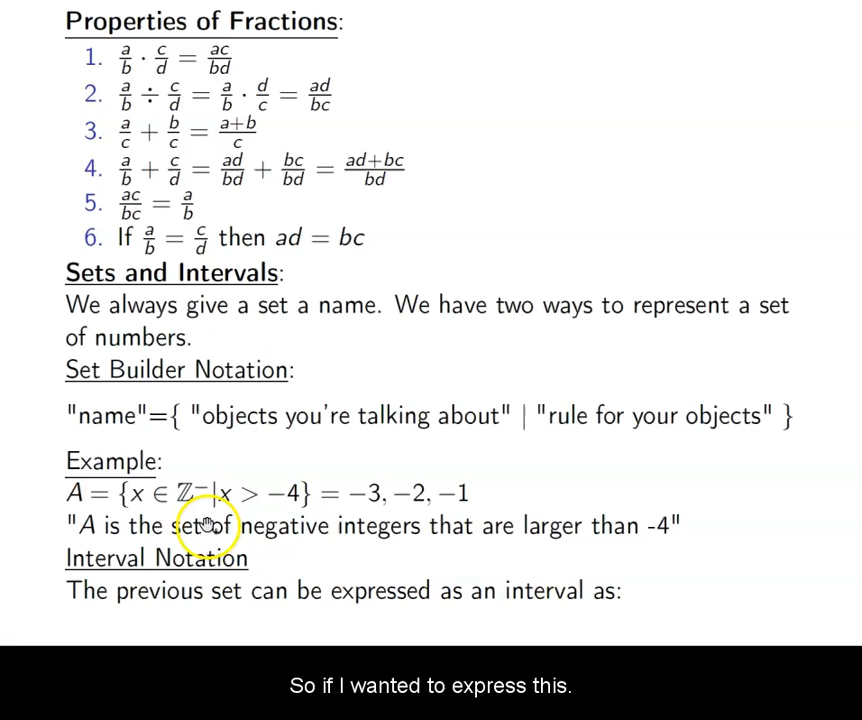 Properties of Fractions:
1. a/b · c/d = ac/bd
2. a/b ÷ c/d = a/b · d/c = ad/bc
3. a/c + b/c = a+b/c
4. a/b + c/d = ad/bd + bc/bd = ad+bc/bd
5. ac/bc = a/b
6. If a/b = c/d then ad = bc
Sets and Intervals:
We always give a set a name. We have two ways to represent a set
of numbers.
Set Builder Notation:
"name"={ "objects you're talking about" | "rule for your objects" }
Example:
A = {x ∈ ℤ⁻|x > −4} = −3, −2, −1
"A is the set of negative integers that are larger than -4"
Interval Notation
The previous set can be expressed as an interval as:
So if I wanted to express this.